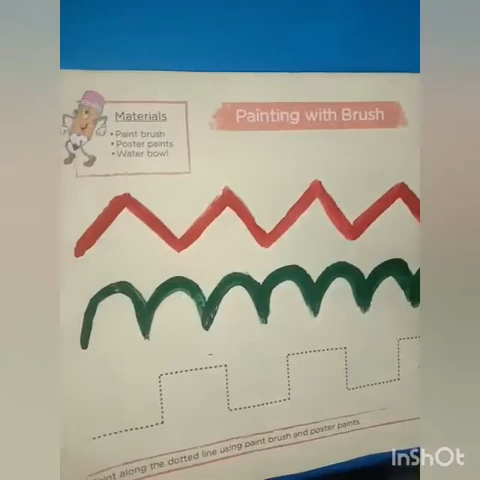 Materials
• Paint brush
• Poster paints
• Water bowl
Painting with Brush
along the dotted line using paint brush and poster paints.
InShOt